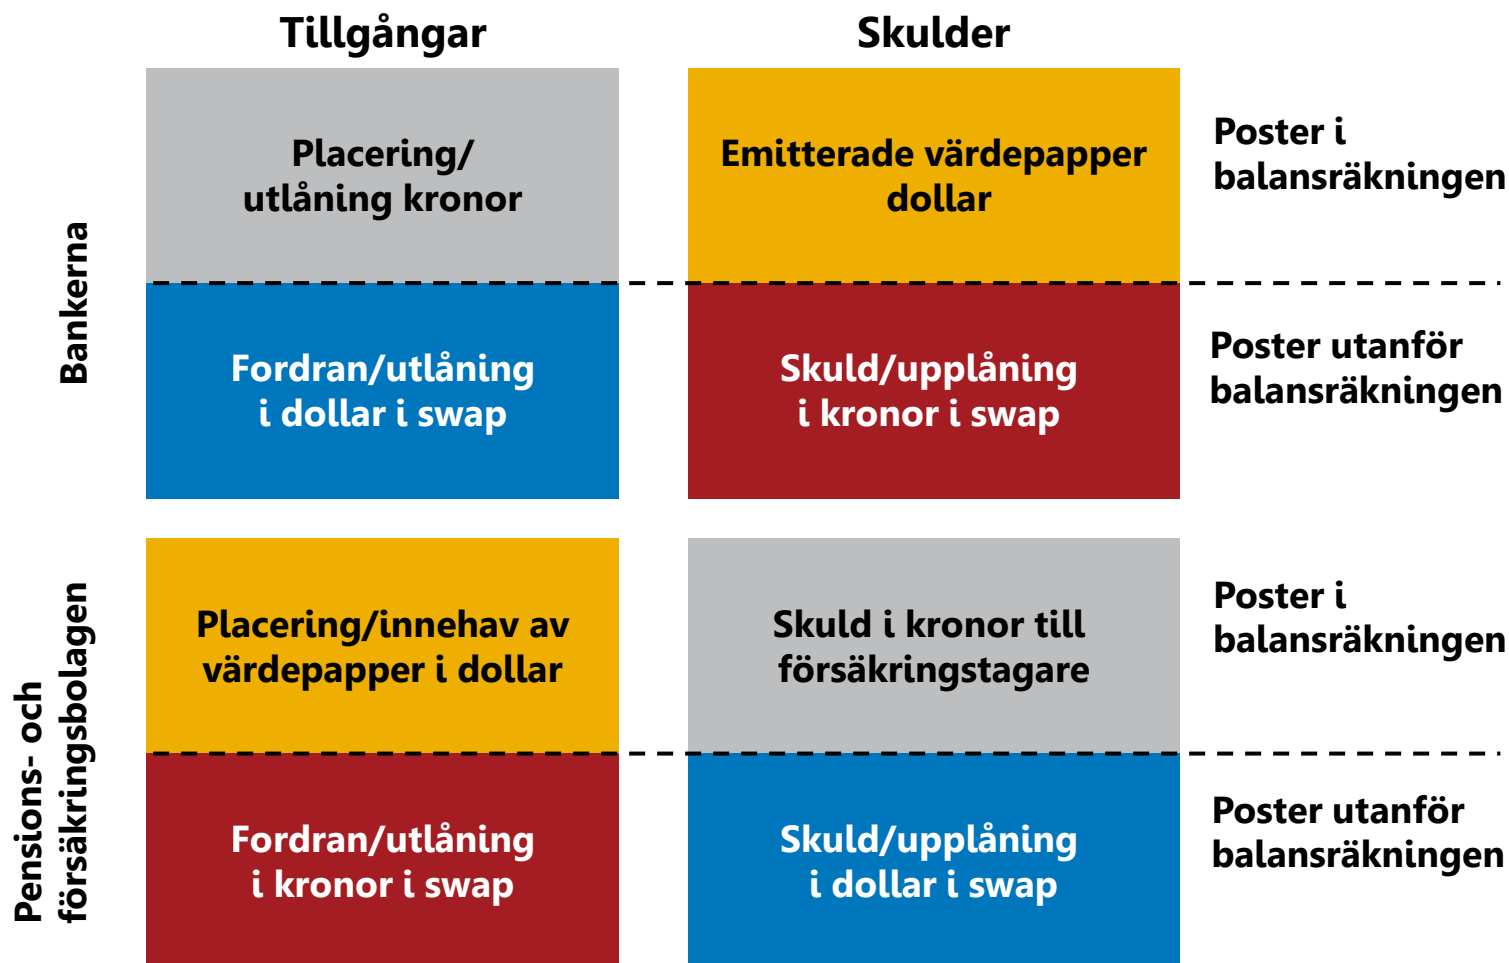 Tillgångar
Skulder
Bankerna
Placering/
utlåning kronor
Emitterade värdepapper
dollar
Poster i
balansräkningen
Fordran/utlåning
i dollar i swap
Skuld/upplåning
i kronor i swap
Poster utanför
balansräkningen
Pensions- och
försäkringsbolagen
Placering/innehav av
värdepapper i dollar
Skuld i kronor till
försäkringstagare
Poster i
balansräkningen
Fordran/utlåning
i kronor i swap
Skuld/upplåning
i dollar i swap
Poster utanför
balansräkningen